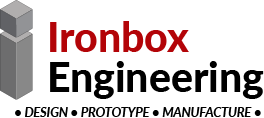 Ironbox
Engineering
• DESIGN • PROTOTYPE • MANUFACTURE •